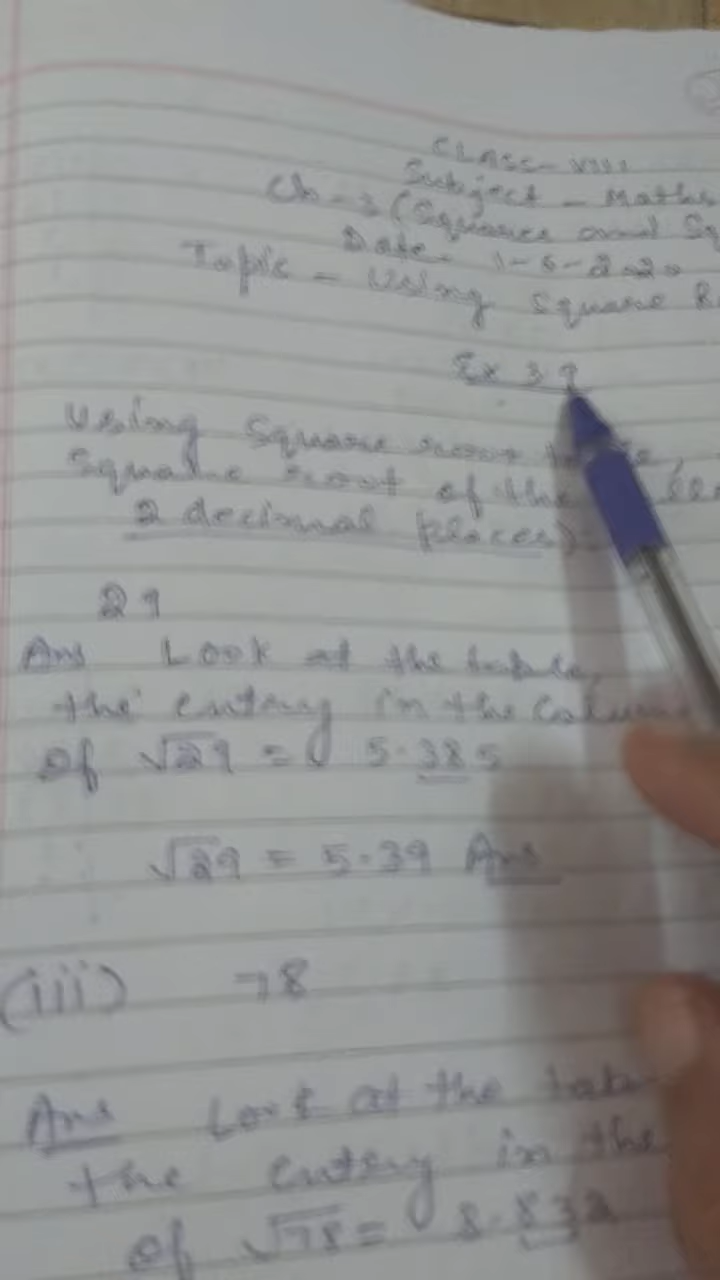 CLASS - VIII
Subject - Maths
Ch - 3 (Squares and Sq
Date - 1-6-2020
Topic - Using Square R
Ex 3
Using Square root
Square root of the
2 decimal places)
29
Ans Look at the table,
the entry in the Column
of √29 = 5.385
√29 = 5.39 Ans
(iii) 78
Ans Look at the tab
the entry in the
of √78 = 8.832